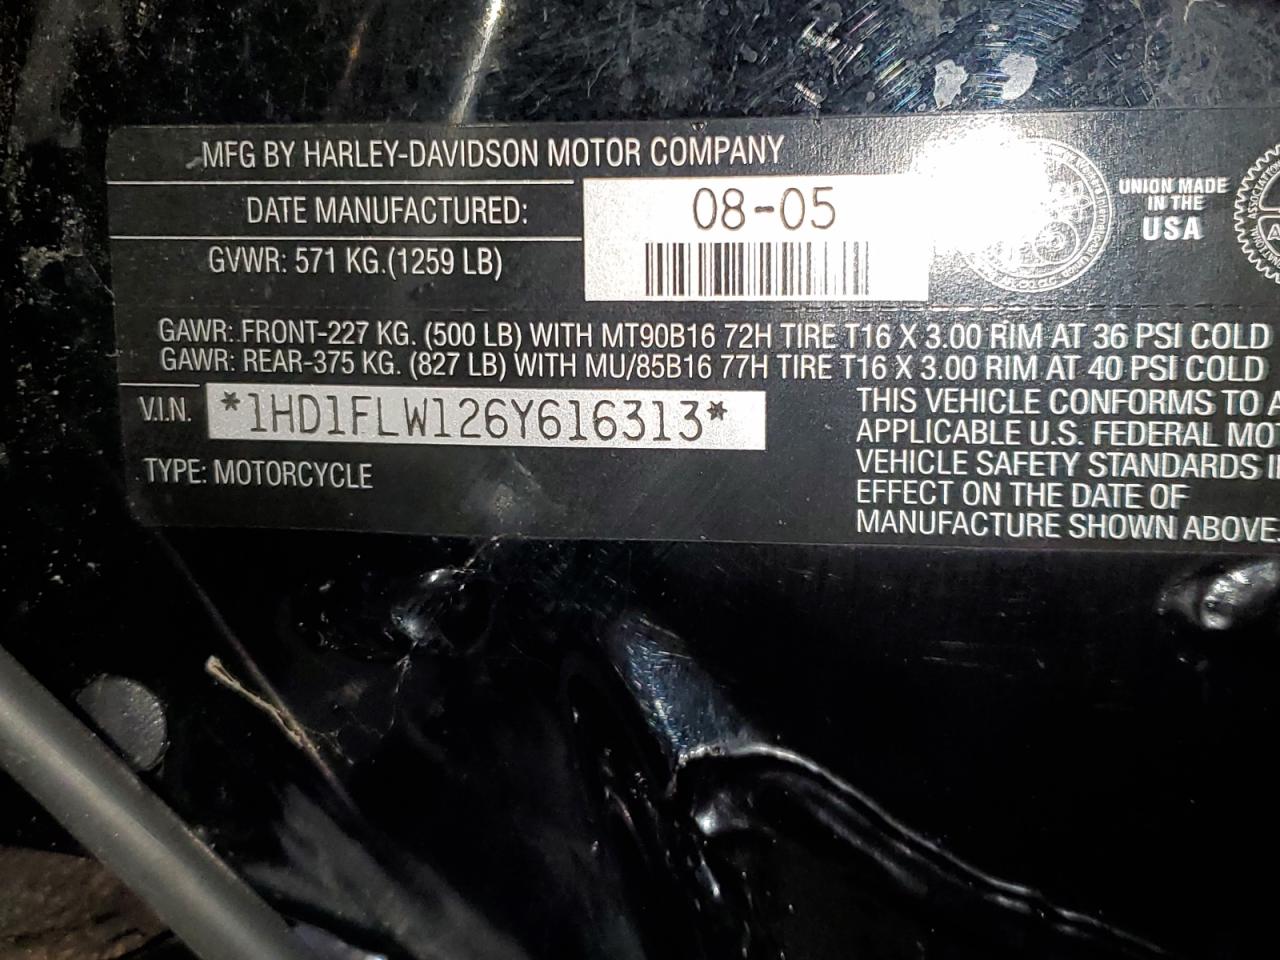 MFG BY HARLEY-DAVIDSON MOTOR COMPANY
DATE MANUFACTURED: 08-05
GVWR: 571 KG.(1259 LB)
UNION MADE
IN THE
USA
GAWR: FRONT-227 KG. (500 LB) WITH MT90B16 72H TIRE T16 X 3.00 RIM AT 36 PSI COLD
GAWR: REAR-375 KG. (827 LB) WITH MU/85B16 77H TIRE T16 X 3.00 RIM AT 40 PSI COLD
V.I.N. *1HD1FLW126Y616313*
TYPE: MOTORCYCLE
THIS VEHICLE CONFORMS TO A
APPLICABLE U.S. FEDERAL MOT
VEHICLE SAFETY STANDARDS I
EFFECT ON THE DATE OF
MANUFACTURE SHOWN ABOVE.